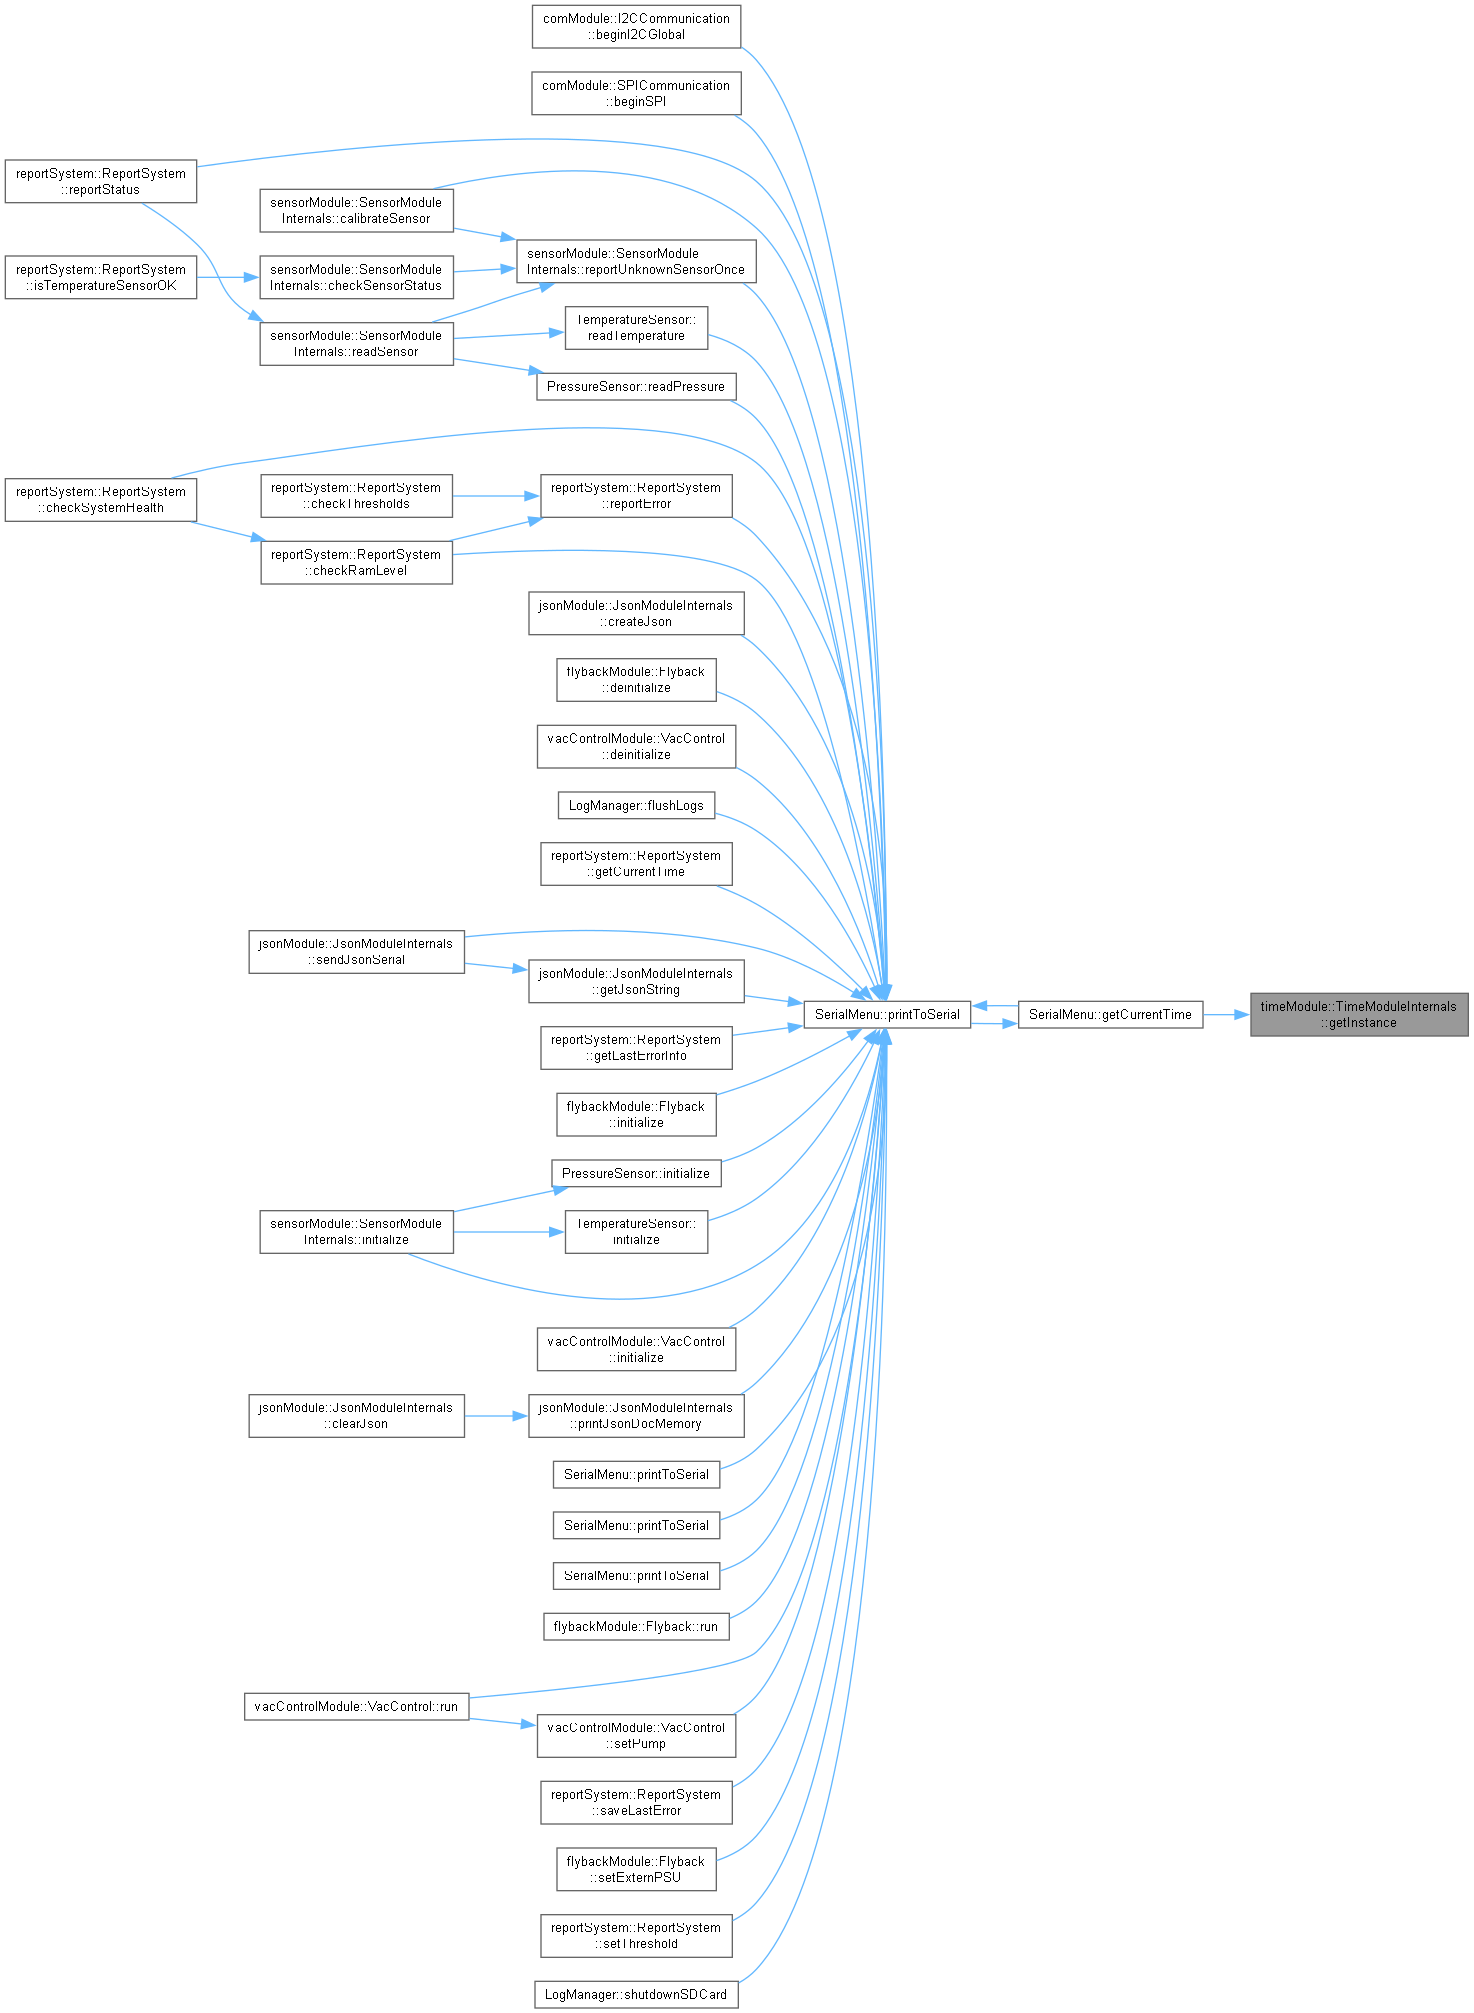 comModule::I2CCommunication
::beginI2CGlobal
comModule::SPICommunication
::beginSPI
reportSystem::ReportSystem
::reportStatus
sensorModule::SensorModule
Internals::calibrateSensor
sensorModule::SensorModule
Internals::reportUnknownSensorOnce
reportSystem::ReportSystem
::isTemperatureSensorOK
sensorModule::SensorModule
Internals::checkSensorStatus
TemperatureSensor::
readTemperature
sensorModule::SensorModule
Internals::readSensor
PressureSensor::readPressure
reportSystem::ReportSystem
::checkSystemHealth
reportSystem::ReportSystem
::checkThresholds
reportSystem::ReportSystem
::reportError
reportSystem::ReportSystem
::checkRamLevel
jsonModule::JsonModuleInternals
::createJson
flybackModule::Flyback
::deinitialize
vacControlModule::VacControl
::deinitialize
LogManager::flushLogs
reportSystem::ReportSystem
::getCurrentTime
jsonModule::JsonModuleInternals
::sendJsonSerial
jsonModule::JsonModuleInternals
::getJsonString
SerialMenu::printToSerial
SerialMenu::getCurrentTime
timeModule::TimeModuleInternals
::getInstance
reportSystem::ReportSystem
::getLastErrorInfo
flybackModule::Flyback
::initialize
PressureSensor::initialize
sensorModule::SensorModule
Internals::initialize
TemperatureSensor::
initialize
vacControlModule::VacControl
::initialize
jsonModule::JsonModuleInternals
::clearJson
jsonModule::JsonModuleInternals
::printJsonDocMemory
SerialMenu::printToSerial
SerialMenu::printToSerial
SerialMenu::printToSerial
flybackModule::Flyback::run
vacControlModule::VacControl::run
vacControlModule::VacControl
::setPump
reportSystem::ReportSystem
::saveLastError
flybackModule::Flyback
::setExternPSU
reportSystem::ReportSystem
::setThreshold
LogManager::shutdownSDCard